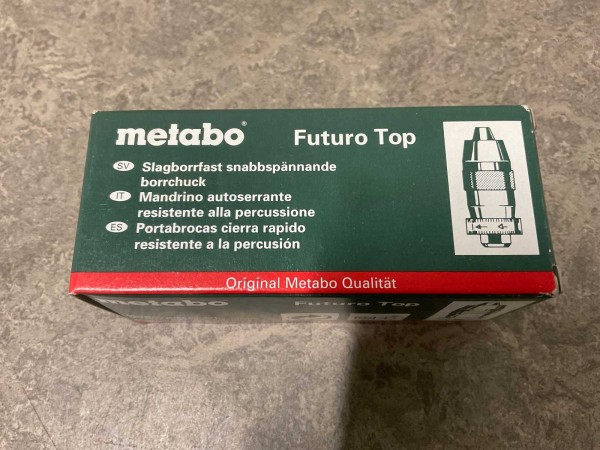 metabo® Futuro Top
SV Slagborrfast snabbspännande
borrchuck
IT Mandrino autoserrante
resistente alla percussione
ES Portabrocas cierra rapido
resistente a la percusión
Original Metabo Qualität
metabo Futuro Top